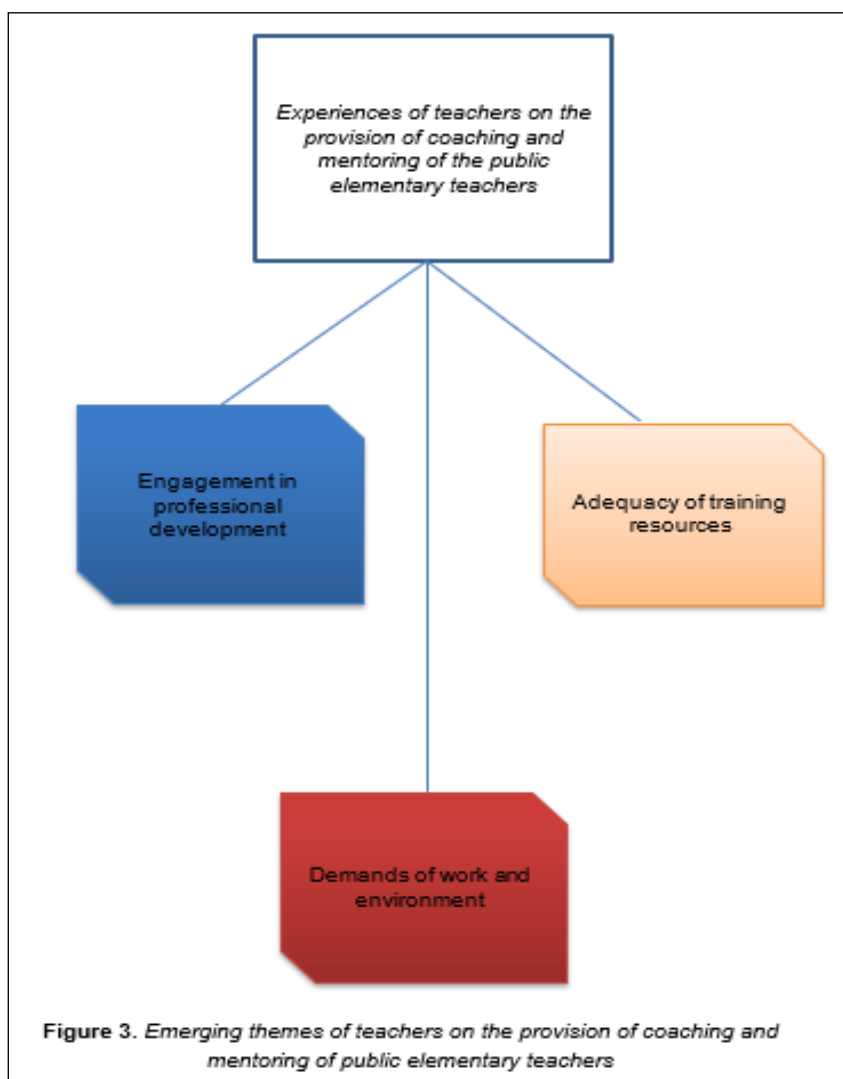 Experiences of teachers on the
provision of coaching and
mentoring of the public
elementary teachers
Engagement in
professional
development
Adequacy of training
resources
Demands of work and
environment
Figure 3. Emerging themes of teachers on the provision of coaching and
mentoring of public elementary teachers